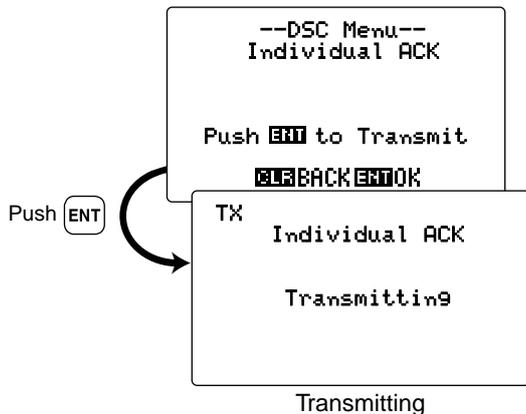 --DSC Menu--
Individual ACK
Push ENT to Transmit
CLR BACK ENT OK
Push ENT
TX
Individual ACK
Transmitting
Transmitting